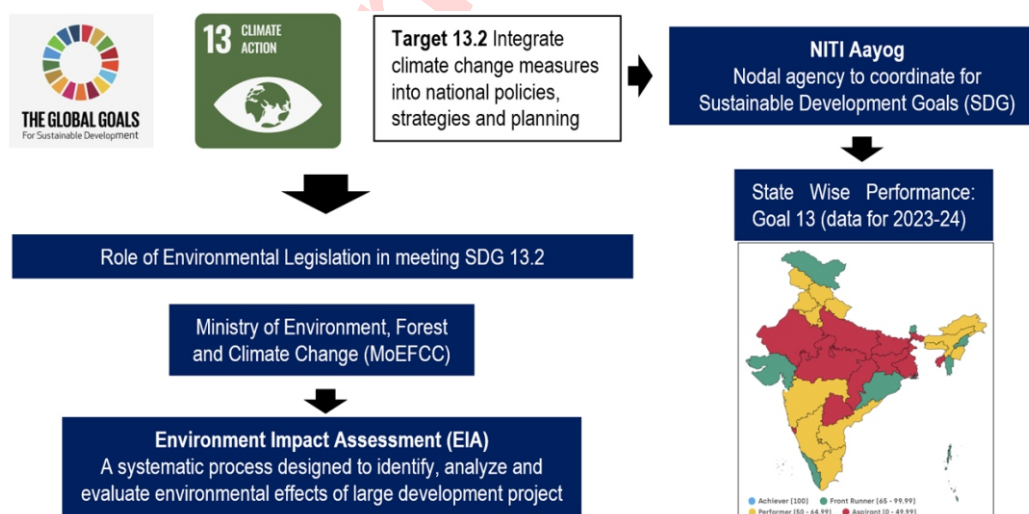 THE GLOBAL GOALS
For Sustainable Development
13 CLIMATE
ACTION
Target 13.2 Integrate
climate change measures
into national policies,
strategies and planning
NITI Aayog
Nodal agency to coordinate for
Sustainable Development Goals (SDG)
State Wise Performance:
Goal 13 (data for 2023-24)
Role of Environmental Legislation in meeting SDG 13.2
Ministry of Environment, Forest
and Climate Change (MoEFCC)
Environment Impact Assessment (EIA)
A systematic process designed to identify, analyze and
evaluate environmental effects of large development project
Achiever (100) Front Runner (65 - 99.99)
Performer (50 - 64.99) Aspirant (0 - 49.99)